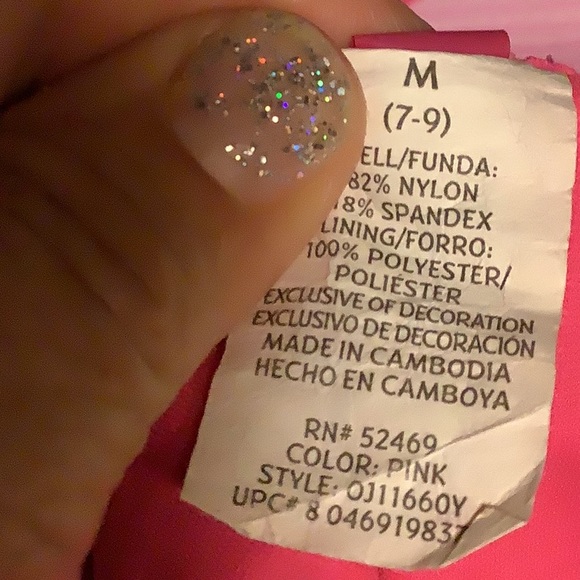 M
(7-9)
ELL/FUNDA:
82% NYLON
18% SPANDEX
LINING/FORRO:
100% POLYESTER/
POLIÉSTER
EXCLUSIVE OF DECORATION
EXCLUSIVO DE DECORACIÓN
MADE IN CAMBODIA
HECHO EN CAMBOYA
RN# 52469
COLOR: PINK
STYLE: OJ11660Y
UPC# 8 046919837